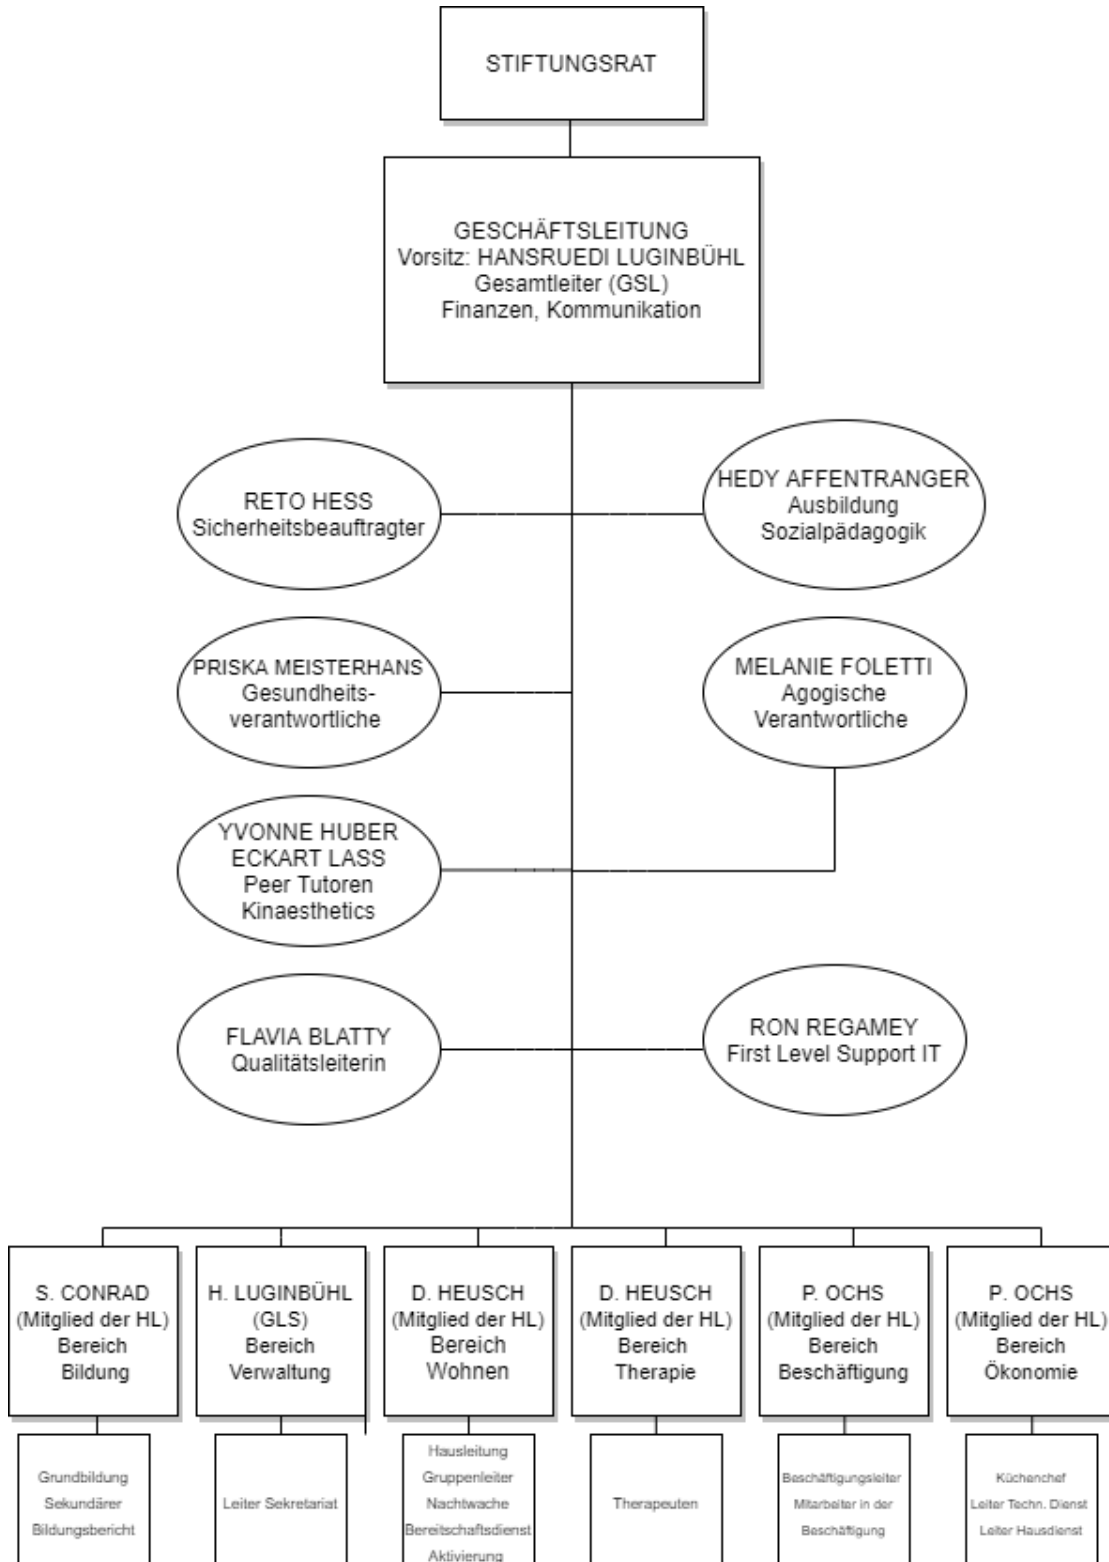 STIFTUNGSRAT
GESCHÄFTSLEITUNG
Vorsitz: HANSRUEDI LUGINBÜHL
Gesamtleiter (GSL)
Finanzen, Kommunikation
RETO HESS
Sicherheitsbeauftragter
HEDY AFFENTRANGER
Ausbildung
Sozialpädagogik
PRISKA MEISTERHANS
Gesundheits-
verantwortliche
MELANIE FOLETTI
Agogische
Verantwortliche
YVONNE HUBER
ECKART LASS
Peer Tutoren
Kinaesthetics
FLAVIA BLATTY
Qualitätsleiterin
RON REGAMEY
First Level Support IT
S. CONRAD
(Mitglied der HL)
Bereich
Bildung
H. LUGINBÜHL
(GLS)
Bereich
Verwaltung
D. HEUSCH
(Mitglied der HL)
Bereich
Wohnen
D. HEUSCH
(Mitglied der HL)
Bereich
Therapie
P. OCHS
(Mitglied der HL)
Bereich
Beschäftigung
P. OCHS
(Mitglied der HL)
Bereich
Ökonomie
Grundbildung
Sekundärer
Bildungsbericht
Leiter Sekretariat
Hausleitung
Gruppenleiter
Nachtwache
Bereitschaftsdienst
Aktivierung
Therapeuten
Beschäftigungsleiter
Mitarbeiter in der
Beschäftigung
Küchenchef
Leiter Techn. Dienst
Leiter Hausdienst